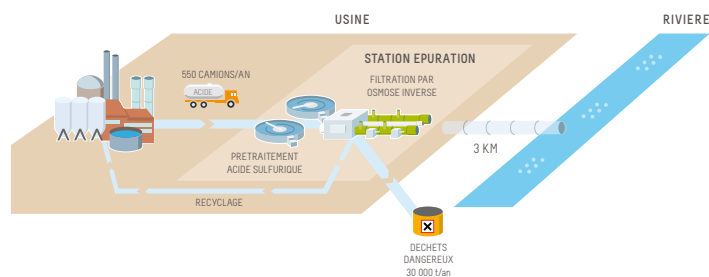 USINE
RIVIERE
STATION EPURATION
550 CAMIONS/AN
ACIDE
FILTRATION PAR
OSMOSE INVERSE
3 KM
PRETRAITEMENT
ACIDE SULFURIQUE
RECYCLAGE
DECHETS
DANGEREUX
30 000 t/an